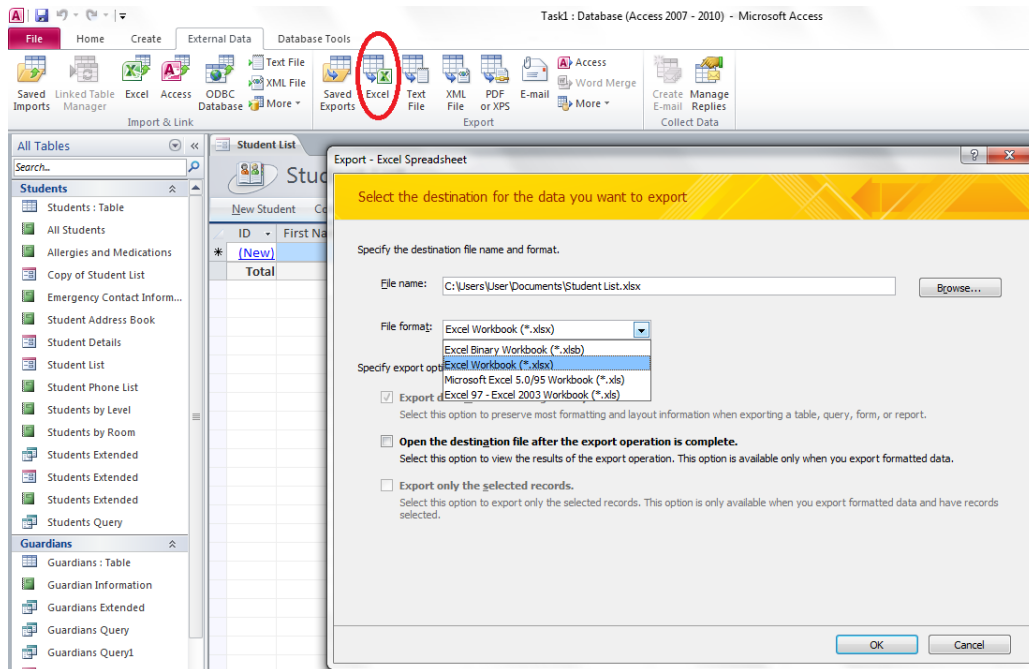 Task1 : Database (Access 2007 - 2010) - Microsoft Access
File Home Create External Data Database Tools
Saved Imports
Linked Table Manager
Excel
Access
ODBC Database
Text File
XML File
More
Import & Link
Saved Exports
Excel
Text File
XML File
PDF or XPS
E-mail
Access
Word Merge
More
Export
Create E-mail
Manage Replies
Collect Data
All Tables
Search...
Students
Students : Table
All Students
Allergies and Medications
Copy of Student List
Emergency Contact Inform...
Student Address Book
Student Details
Student List
Student Phone List
Students by Level
Students by Room
Students Extended
Students Extended
Students Extended
Students Query
Guardians
Guardians : Table
Guardian Information
Guardians Extended
Guardians Query
Guardians Query1
Student List
Stud
New Student Co
ID First Na
(New)
Total
Export - Excel Spreadsheet
Select the destination for the data you want to export
Specify the destination file name and format.
File name: C:\Users\User\Documents\Student List.xlsx Browse...
File format: Excel Workbook (*.xlsx)
Excel Binary Workbook (*.xlsb)
Excel Workbook (*.xlsx)
Microsoft Excel 5.0/95 Workbook (*.xls)
Excel 97 - Excel 2003 Workbook (*.xls)
Specify export opti
Export d
Select this option to preserve most formatting and layout information when exporting a table, query, form, or report.
Open the destination file after the export operation is complete.
Select this option to view the results of the export operation. This option is available only when you export formatted data.
Export only the selected records.
Select this option to export only the selected records. This option is only available when you export formatted data and have records
selected.
OK Cancel